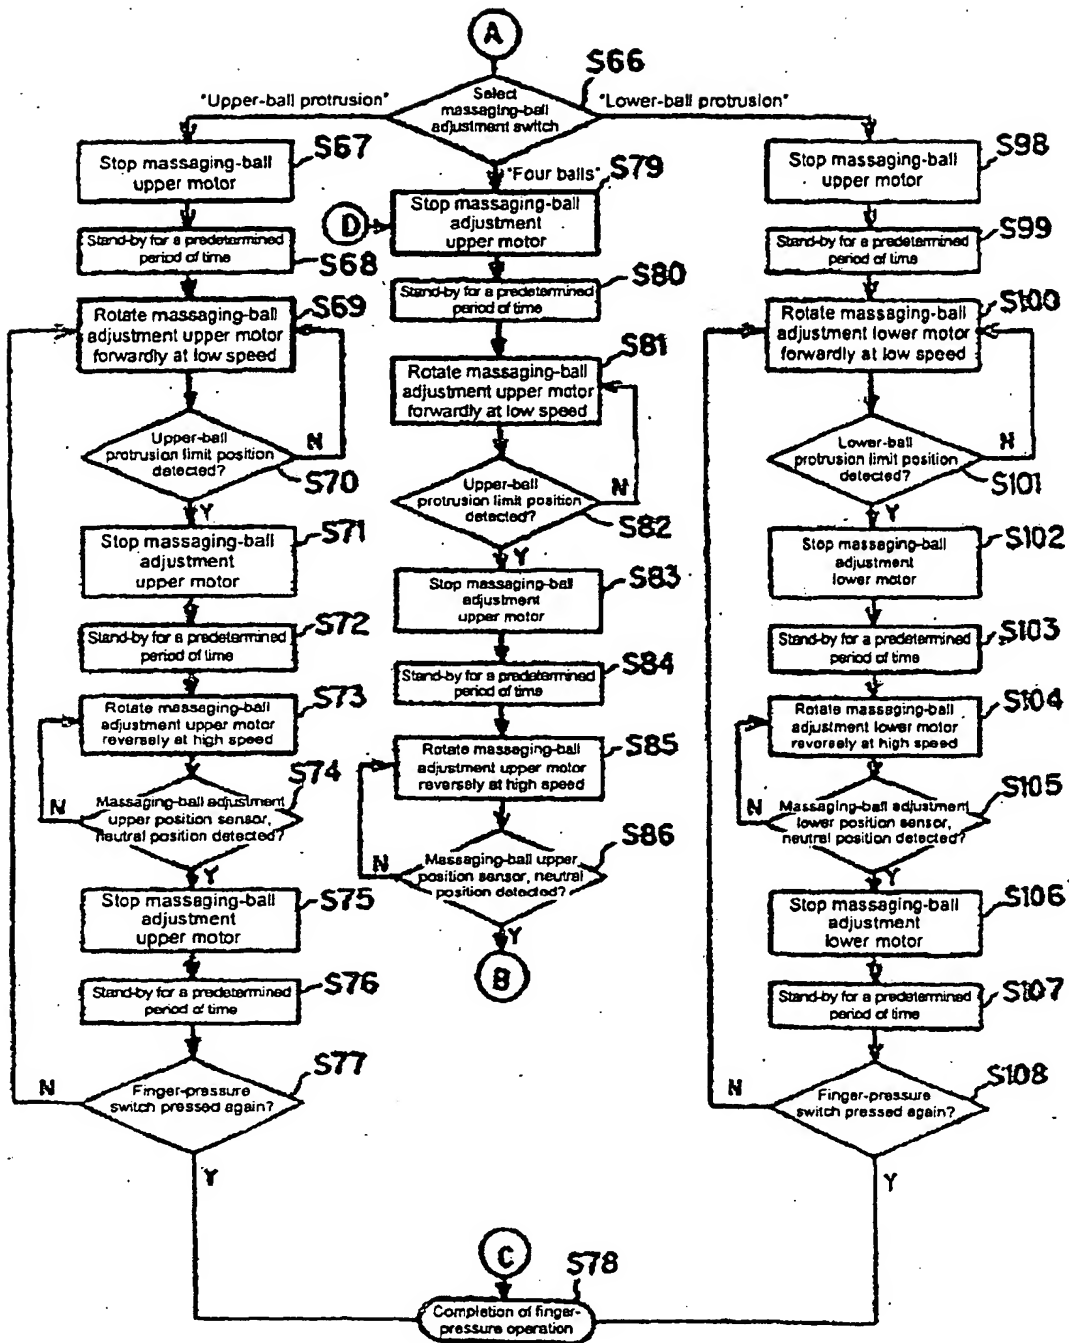 A
S66
Select
massaging-ball
adjustment switch
"Upper-ball protrusion"
"Lower-ball protrusion"
"Four balls"
Stop massaging-ball
upper motor
S67
Stand-by for a predetermined
period of time
S68
Rotate massaging-ball
adjustment upper motor
forwardly at low speed
S69
Upper-ball
protrusion limit position
detected?
N
S70
Y
Stop massaging-ball
adjustment
upper motor
S71
Stand-by for a predetermined
period of time
S72
Rotate massaging-ball
adjustment upper motor
reversely at high speed
S73
Massaging-ball adjustment
upper position sensor,
neutral position detected?
S74
N
Y
Stop massaging-ball
adjustment
upper motor
S75
Stand-by for a predetermined
period of time
S76
Finger-pressure
switch pressed again?
S77
N
Y
D
Stop massaging-ball
adjustment
upper motor
S79
Stand-by for a predetermined
period of time
S80
Rotate massaging-ball
adjustment upper motor
forwardly at low speed
S81
Upper-ball
protrusion limit position
detected?
N
S82
Y
Stop massaging-ball
adjustment
upper motor
S83
Stand-by for a predetermined
period of time
S84
Rotate massaging-ball
adjustment upper motor
reversely at high speed
S85
Massaging-ball upper
position sensor, neutral
position detected?
S86
N
Y
B
Stop massaging-ball
upper motor
S98
Stand-by for a predetermined
period of time
S99
Rotate massaging-ball
adjustment lower motor
forwardly at low speed
S100
Lower-ball
protrusion limit position
detected?
N
S101
Y
Stop massaging-ball
adjustment
lower motor
S102
Stand-by for a predetermined
period of time
S103
Rotate massaging-ball
adjustment lower motor
reversely at high speed
S104
Massaging-ball adjustment
lower position sensor,
neutral position detected?
S105
N
Y
Stop massaging-ball
adjustment
lower motor
S106
Stand-by for a predetermined
period of time
S107
Finger-pressure
switch pressed again?
S108
N
Y
C
S78
Completion of finger-
pressure operation